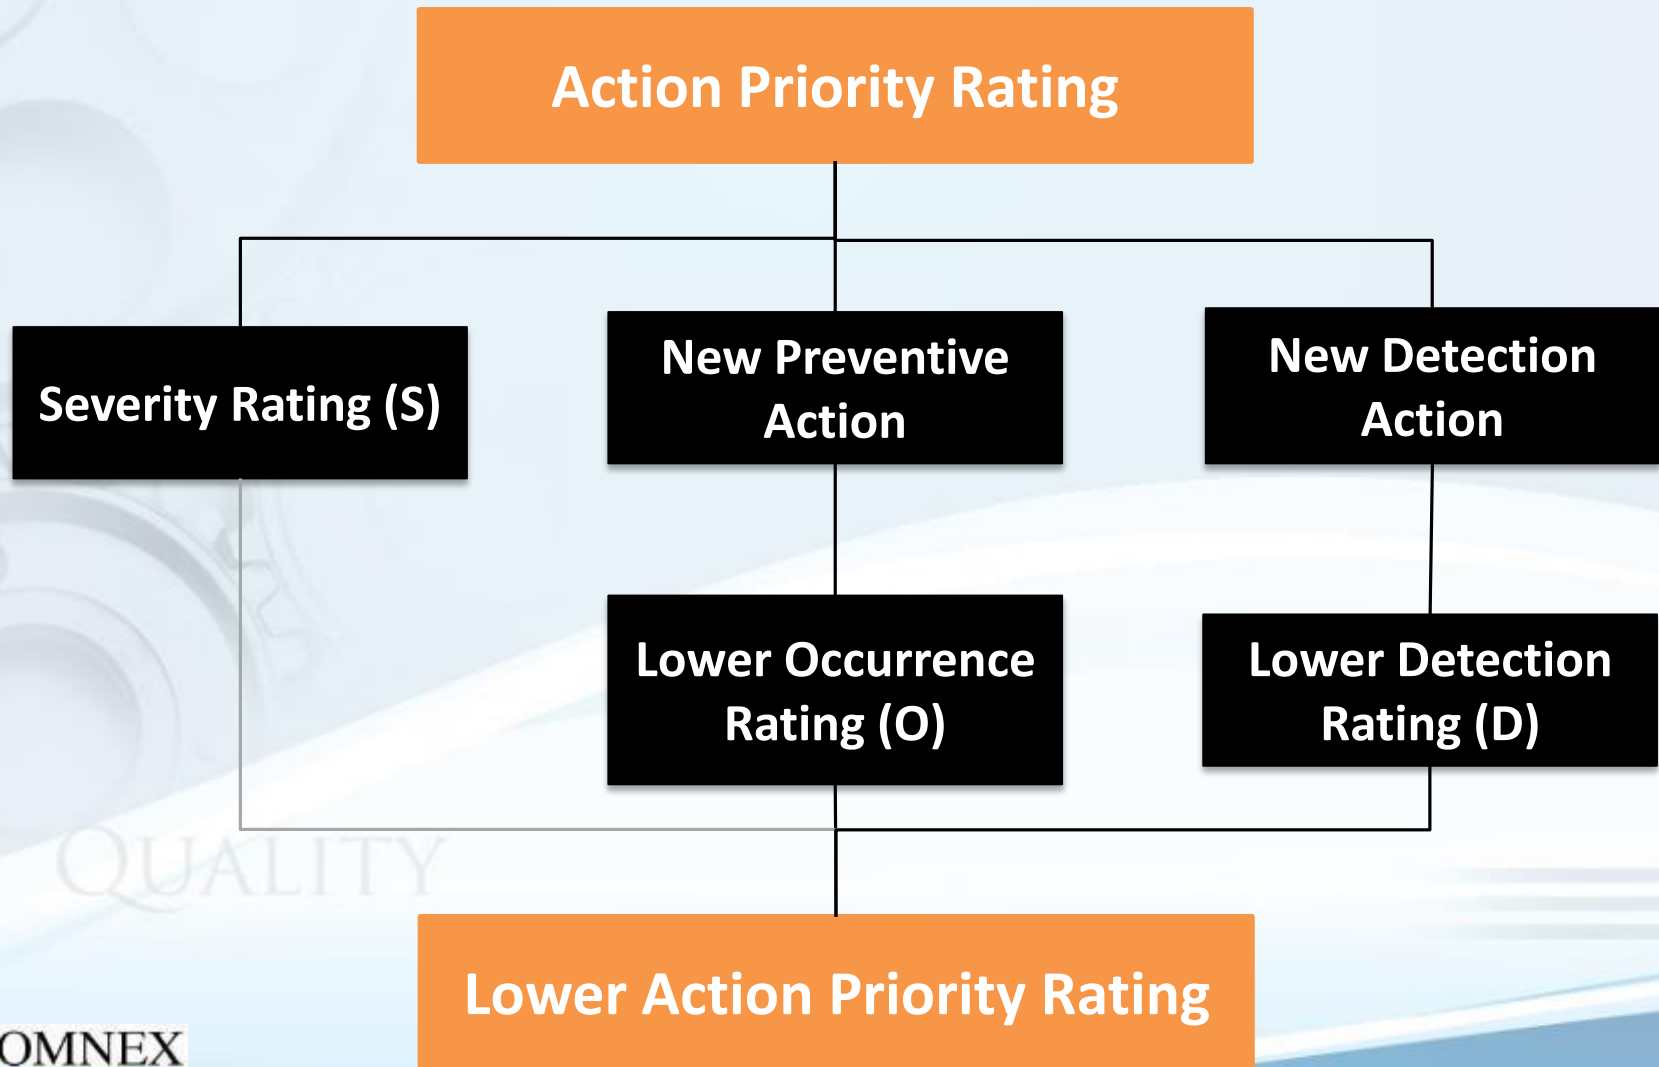 Action Priority Rating
Severity Rating (S)
New Preventive
Action
New Detection
Action
Lower Occurrence
Rating (O)
Lower Detection
Rating (D)
QUALITY
Lower Action Priority Rating
OMNEX